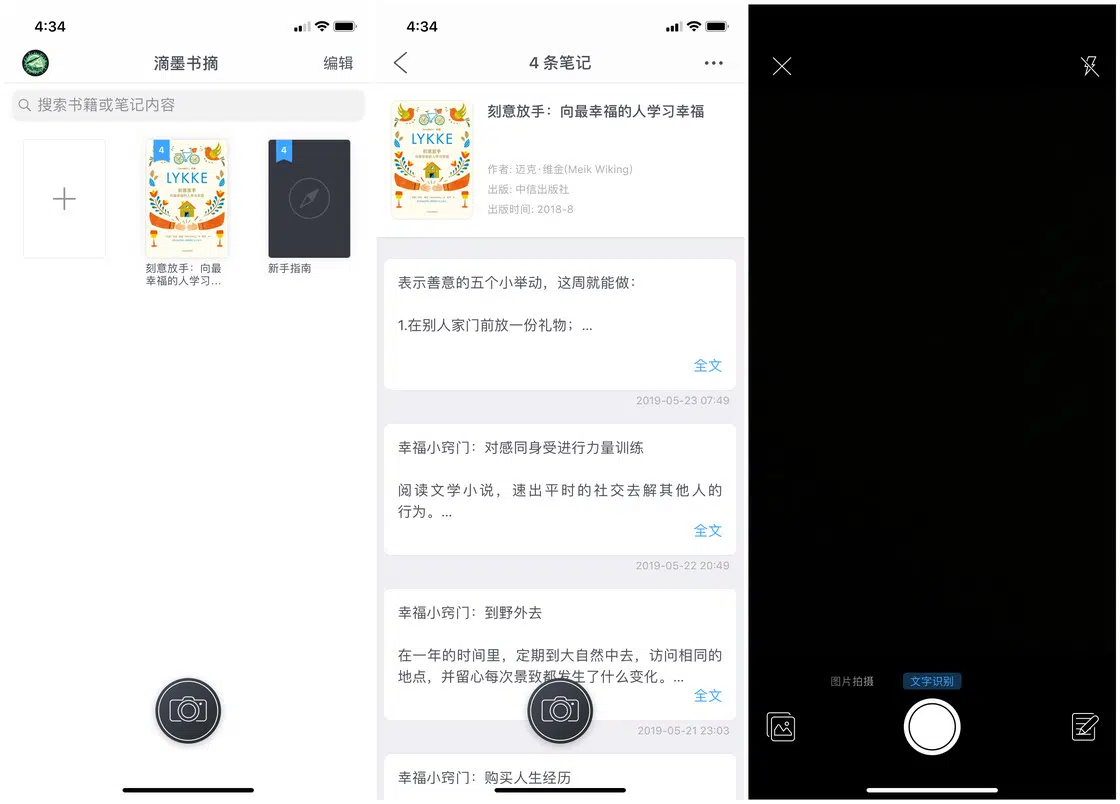 4:34
滴墨书摘
编辑
搜索书籍或笔记内容
4
LYKKE
刻意放手
4
刻意放手：向最
幸福的人学习...
新手指南
4:34
4 条笔记
LYKKE
刻意放手：向最幸福的人学习幸福
作者: 迈克·维金(Meik Wiking)
出版: 中信出版社
出版时间: 2018-8
表示善意的五个小举动，这周就能做：
1.在别人家门前放一份礼物；...
全文
2019-05-23 07:49
幸福小窍门：对感同身受进行力量训练
阅读文学小说，速出平时的社交去解其他人的
行为。...
全文
2019-05-22 20:49
幸福小窍门：到野外去
在一年的时间里，定期到大自然中去，访问相同的
地点，并留心每次景致都发生了什么变化。...
全文
2019-05-21 23:03
幸福小窍门：购买人生经历
图片拍摄
文字识别